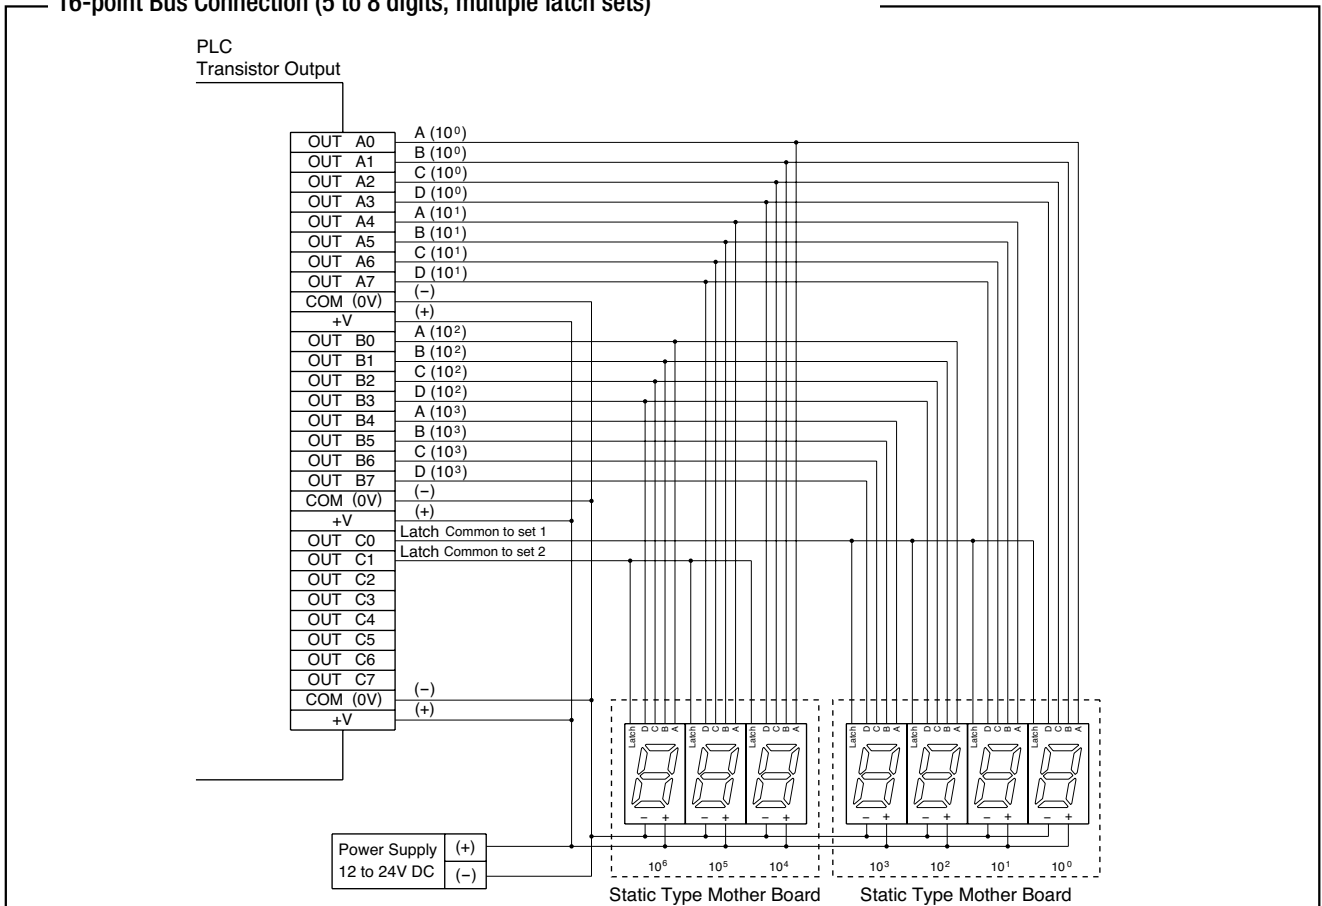 16-point Bus Connection (5 to 8 digits, multiple latch sets)
PLC
Transistor Output
OUT A0 A (10⁰)
OUT A1 B (10⁰)
OUT A2 C (10⁰)
OUT A3 D (10⁰)
OUT A4 A (10¹)
OUT A5 B (10¹)
OUT A6 C (10¹)
OUT A7 D (10¹)
COM (0V) (−)
+V (+)
OUT B0 A (10²)
OUT B1 B (10²)
OUT B2 C (10²)
OUT B3 D (10²)
OUT B4 A (10³)
OUT B5 B (10³)
OUT B6 C (10³)
OUT B7 D (10³)
COM (0V) (−)
+V (+)
OUT C0 Latch Common to set 1
OUT C1 Latch Common to set 2
OUT C2
OUT C3
OUT C4
OUT C5
OUT C6
OUT C7
COM (0V) (−)
+V (+)
Latch D C B A Latch D C B A Latch D C B A Latch D C B A Latch D C B A Latch D C B A Latch D C B A
− + − + − + − + − + − + − +
Power Supply (+)
12 to 24V DC (−)
10⁶ 10⁵ 10⁴ 10³ 10² 10¹ 10⁰
Static Type Mother Board Static Type Mother Board